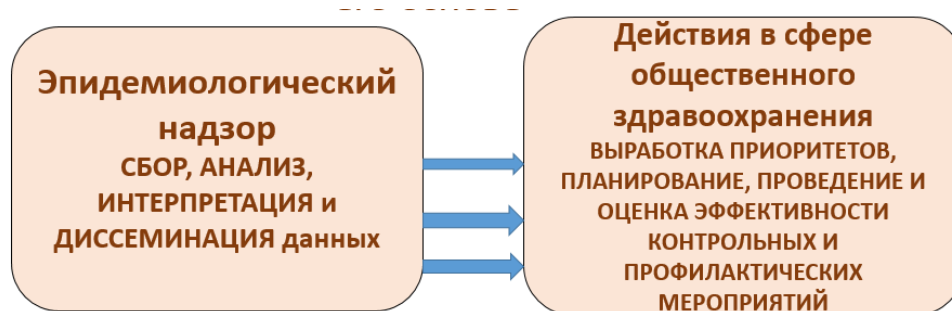 Эпидемиологический
надзор
СБОР, АНАЛИЗ,
ИНТЕРПРЕТАЦИЯ и
ДИССЕМИНАЦИЯ данных
Действия в сфере
общественного
здравоохранения
ВЫРАБОТКА ПРИОРИТЕТОВ,
ПЛАНИРОВАНИЕ, ПРОВЕДЕНИЕ И
ОЦЕНКА ЭФФЕКТИВНОСТИ
КОНТРОЛЬНЫХ И
ПРОФИЛАКТИЧЕСКИХ
МЕРОПРИЯТИЙ